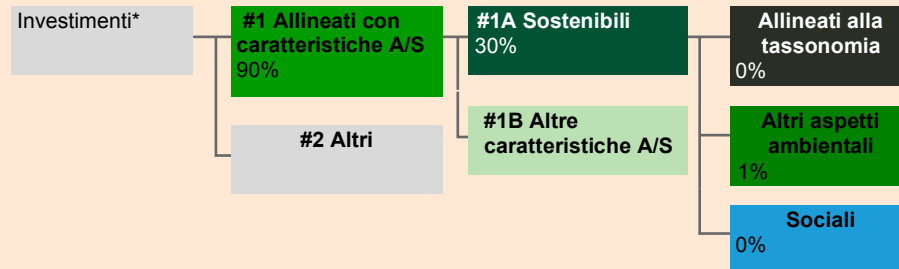 Investimenti*
#1 Allineati con
caratteristiche A/S
90%
#2 Altri
#1A Sostenibili
30%
#1B Altre
caratteristiche A/S
Allineati alla
tassonomia
0%
Altri aspetti
ambientali
1%
Sociali
0%